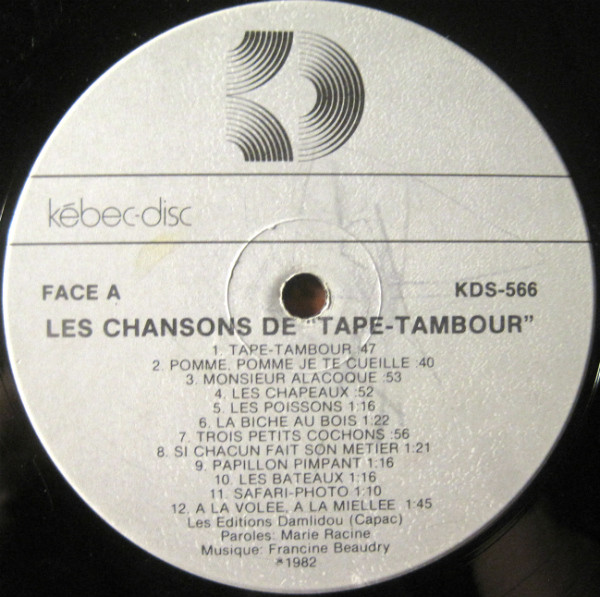 kébec-disc
FACE A
KDS-566
LES CHANSONS DE "TAPE-TAMBOUR"
1. TAPE-TAMBOUR :47
2. POMME, POMME JE TE CUEILLE :40
3. MONSIEUR ALACOQUE :53
4. LES CHAPEAUX :52
5. LES POISSONS 1:16
6. LA BICHE AU BOIS 1:22
7. TROIS PETITS COCHONS :56
8. SI CHACUN FAIT SON METIER 1:21
9. PAPILLON PIMPANT 1:16
10. LES BATEAUX 1:16
11. SAFARI-PHOTO 1:10
12. A LA VOLEE, A LA MIELLEE 1:45
Les Editions Damlidou (Capac)
Paroles: Marie Racine
Musique: Francine Beaudry
*1982